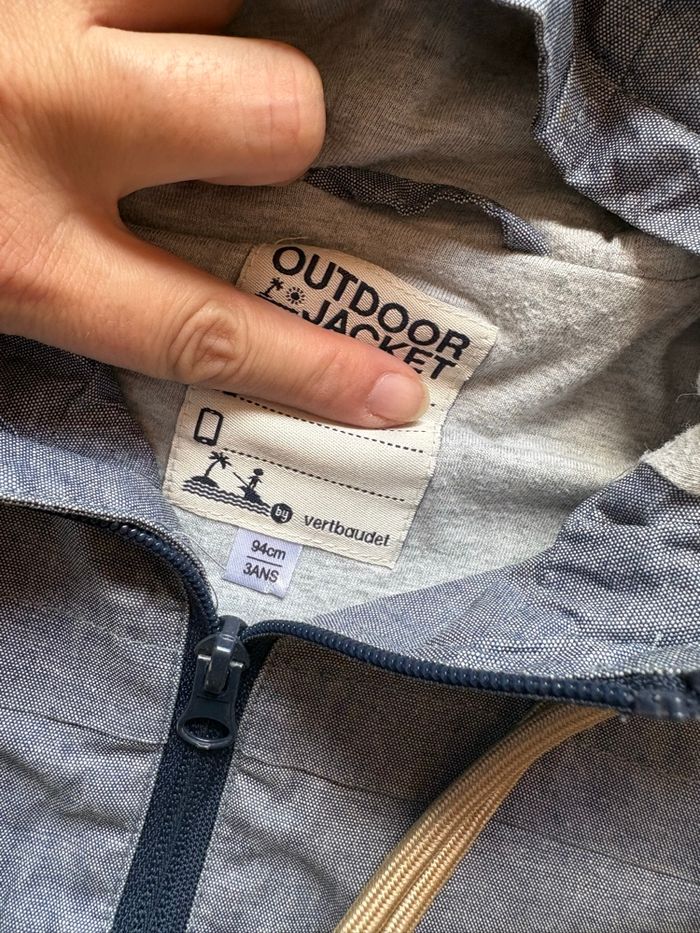 OUTDOOR
JACKET
by vertbaudet
94cm
3ANS